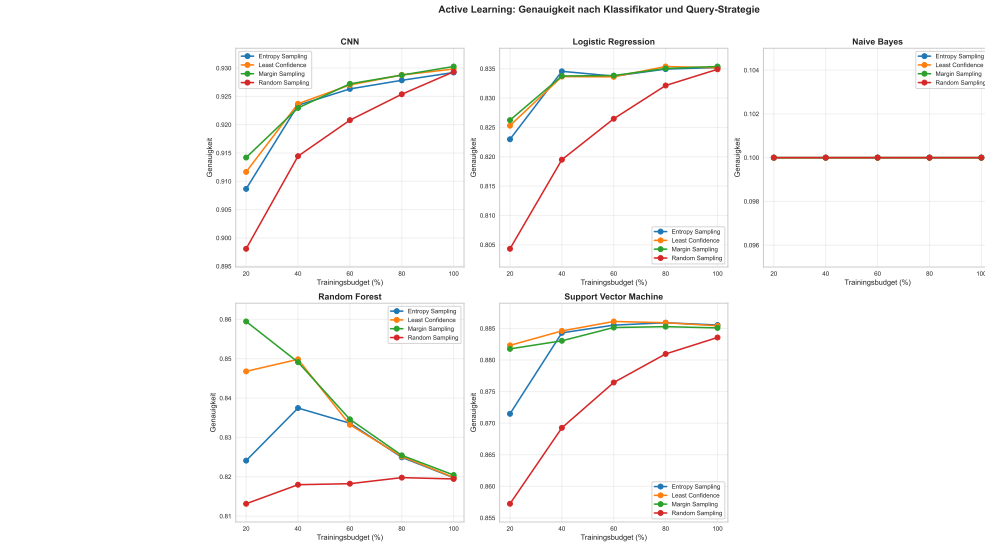 Active Learning: Genauigkeit nach Klassifikator und Query-Strategie
CNN
Entropy Sampling
Least Confidence
Margin Sampling
Random Sampling
Genauigkeit
0.930
0.925
0.920
0.915
0.910
0.905
0.900
0.895
20 40 60 80 100
Trainingsbudget (%)
Logistic Regression
Entropy Sampling
Least Confidence
Margin Sampling
Random Sampling
Genauigkeit
0.835
0.830
0.825
0.820
0.815
0.810
0.805
20 40 60 80 100
Trainingsbudget (%)
Naive Bayes
Entropy Sampling
Least Confidence
Margin Sampling
Random Sampling
Genauigkeit
0.104
0.102
0.100
0.098
0.096
20 40 60 80 100
Trainingsbudget (%)
Random Forest
Entropy Sampling
Least Confidence
Margin Sampling
Random Sampling
Genauigkeit
0.86
0.85
0.84
0.83
0.82
0.81
20 40 60 80 100
Trainingsbudget (%)
Support Vector Machine
Entropy Sampling
Least Confidence
Margin Sampling
Random Sampling
Genauigkeit
0.885
0.880
0.875
0.870
0.865
0.860
0.855
20 40 60 80 100
Trainingsbudget (%)